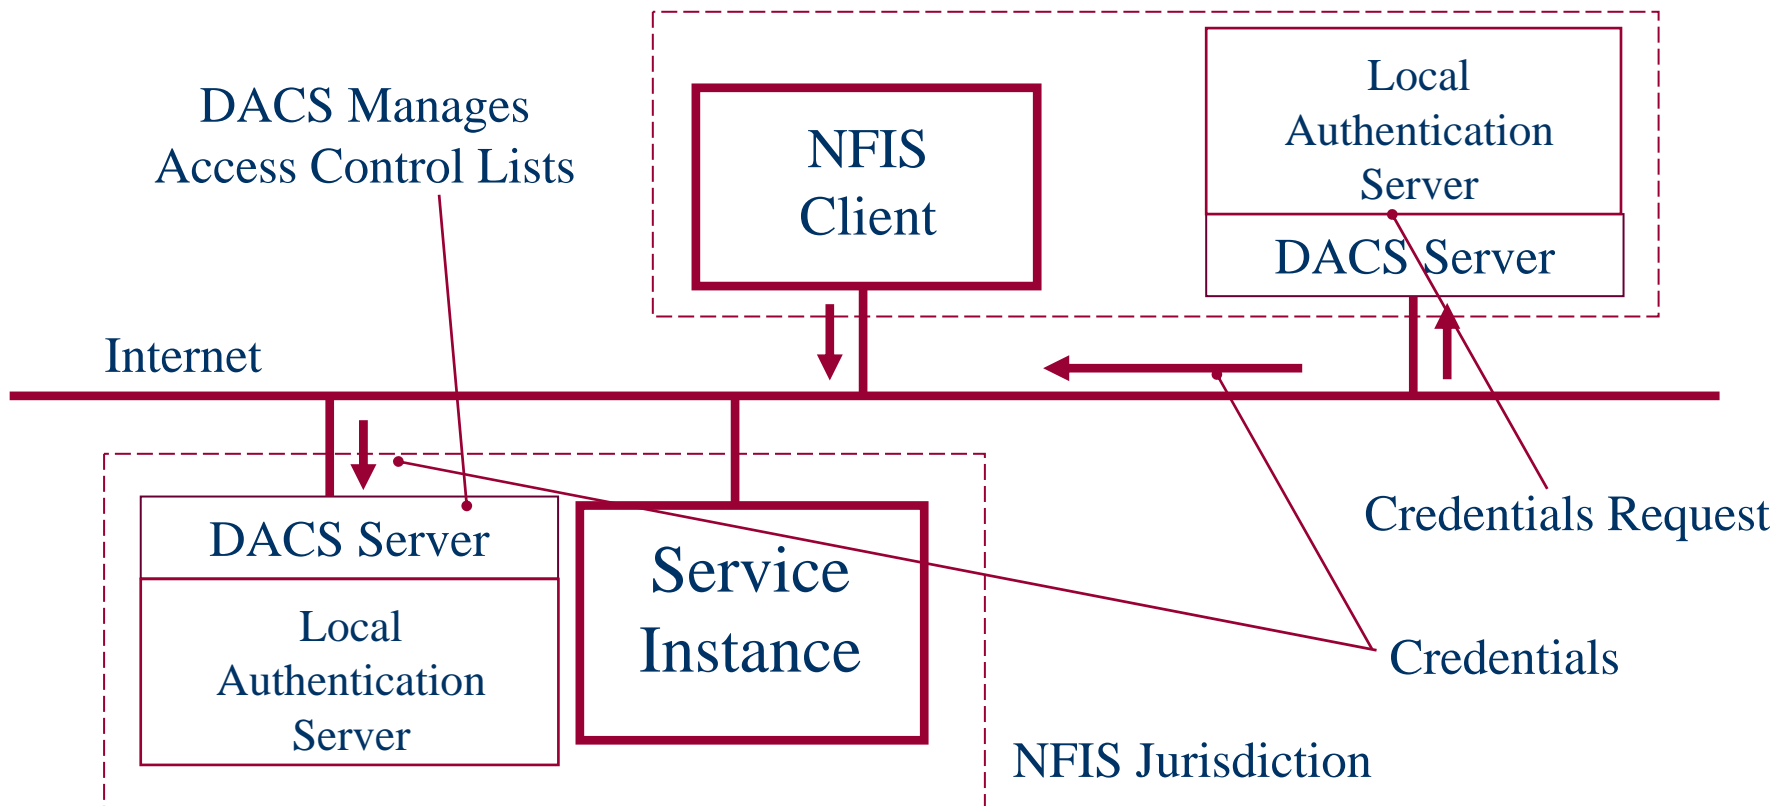 DACS Manages
Access Control Lists
NFIS
Client
Local
Authentication
Server
DACS Server
Internet
DACS Server
Local
Authentication
Server
Service
Instance
Credentials Request
Credentials
NFIS Jurisdiction